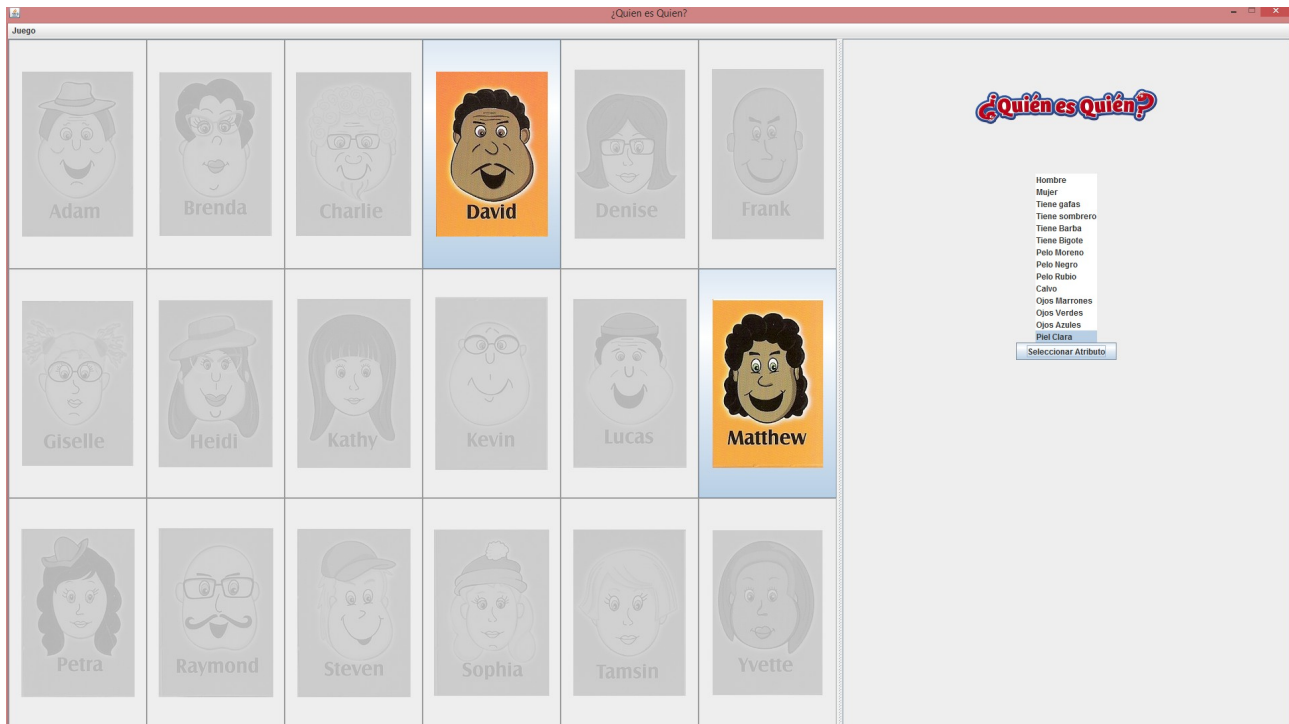 ¿Quien es Quien?
Juego
Adam
Brenda
Charlie
David
Denise
Frank
Giselle
Heidi
Kathy
Kevin
Lucas
Matthew
Petra
Raymond
Steven
Sophia
Tamsin
Yvette
¿Quién es Quién?
Hombre
Mujer
Tiene gafas
Tiene sombrero
Tiene Barba
Tiene Bigote
Pelo Moreno
Pelo Negro
Pelo Rubio
Calvo
Ojos Marrones
Ojos Verdes
Ojos Azules
Piel Clara
Seleccionar Atributo